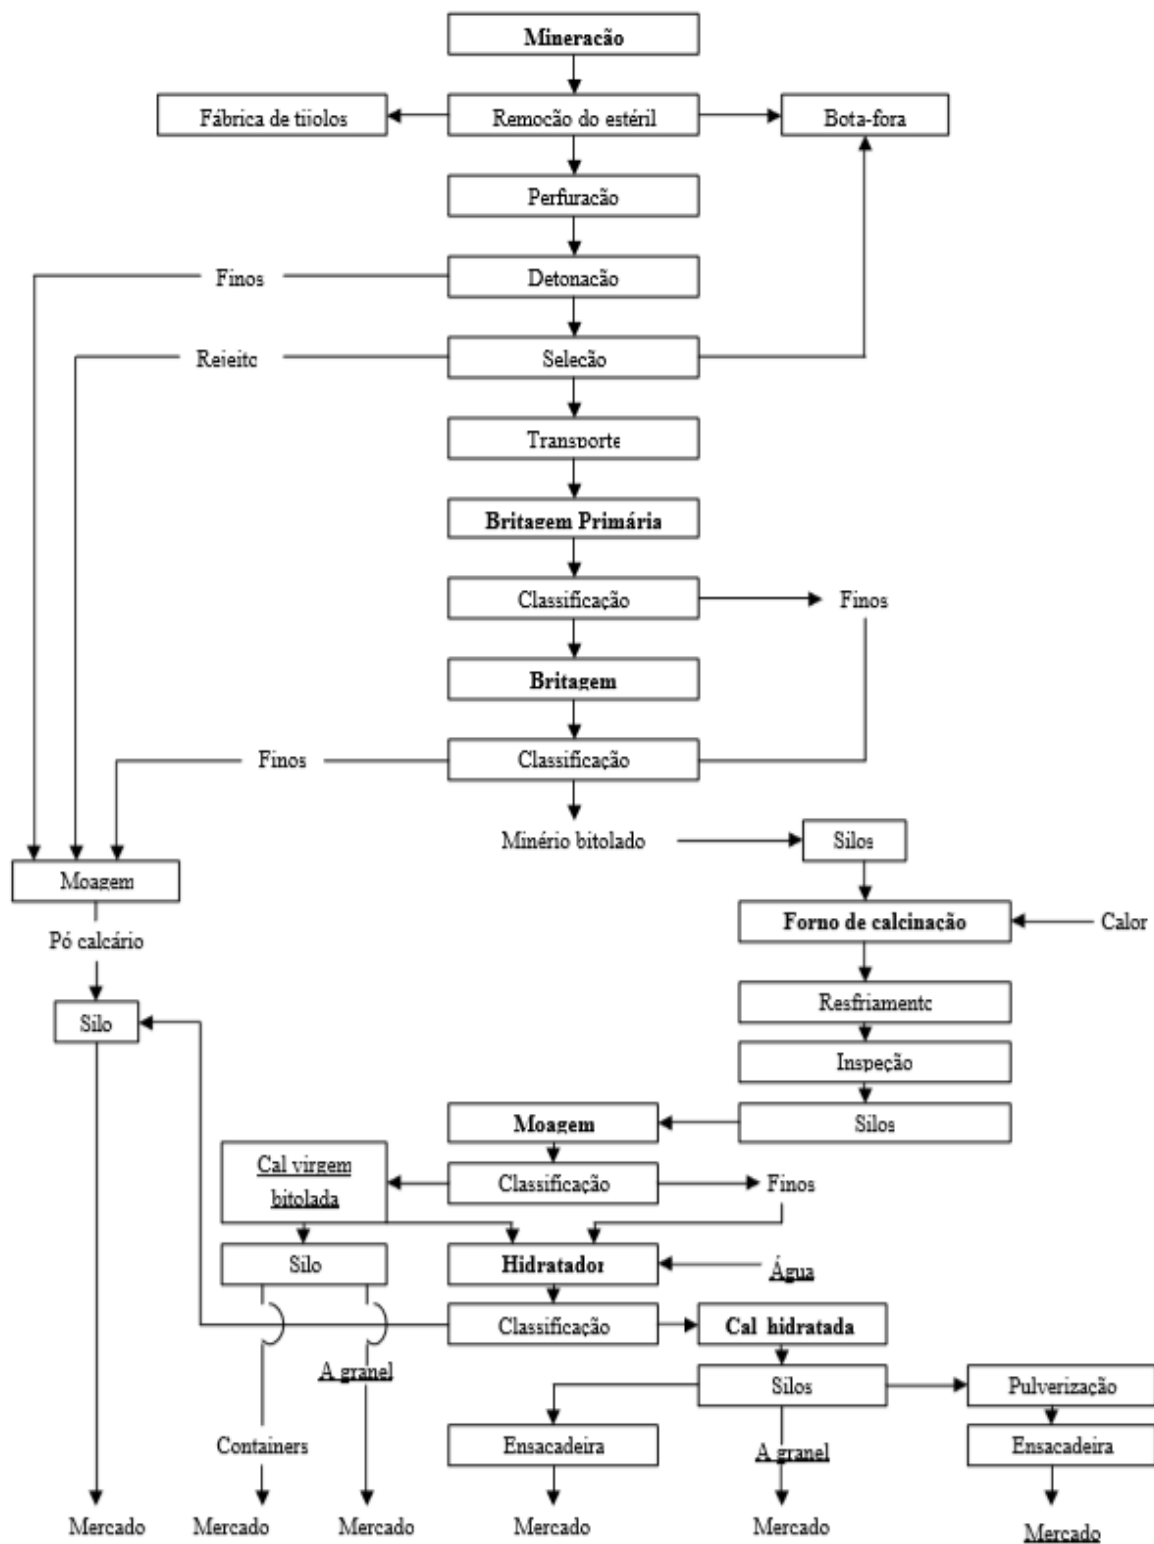 Mineração
Fábrica de tijolos
Remoção do estéril
Bota-fora
Perfuração
Finos
Detonação
Rejeito
Seleção
Transporte
Britagem Primária
Classificação
Finos
Britagem
Finos
Classificação
Minério bitolado
Silos
Moagem
Forno de calcinação
Calor
Pó calcário
Resfriamento
Silo
Inspeção
Moagem
Silos
Cal virgem
bitolada
Classificação
Finos
Silo
Hidratador
Água
Classificação
Cal hidratada
A granel
Silos
Pulverização
Containers
Ensacadeira
A granel
Ensacadeira
Mercado
Mercado
Mercado
Mercado
Mercado
Mercado